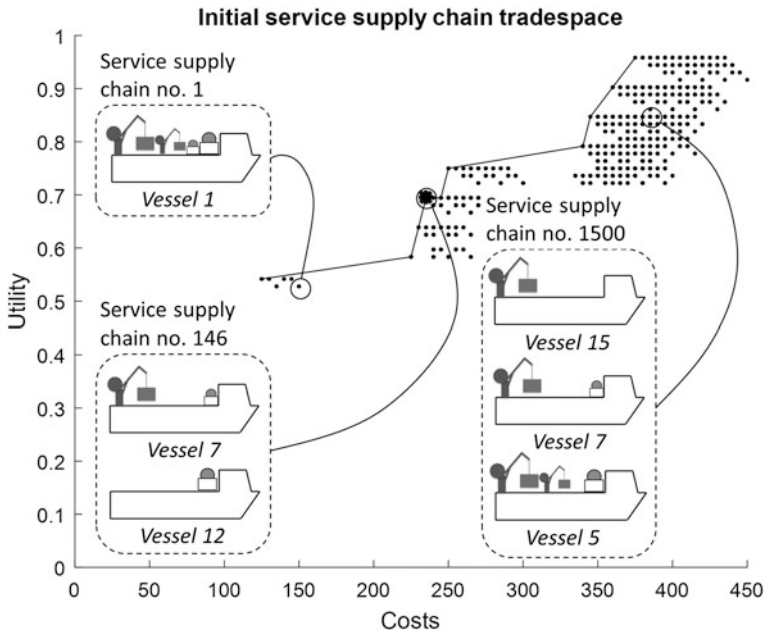 Initial service supply chain tradespace
Utility
1
0.9
0.8
0.7
0.6
0.5
0.4
0.3
0.2
0.1
0
Service supply
chain no. 1
Vessel 1
Service supply
chain no. 146
Vessel 7
Vessel 12
Service supply
chain no. 1500
Vessel 15
Vessel 7
Vessel 5
0
50
100
150
200
250
300
350
400
450
Costs